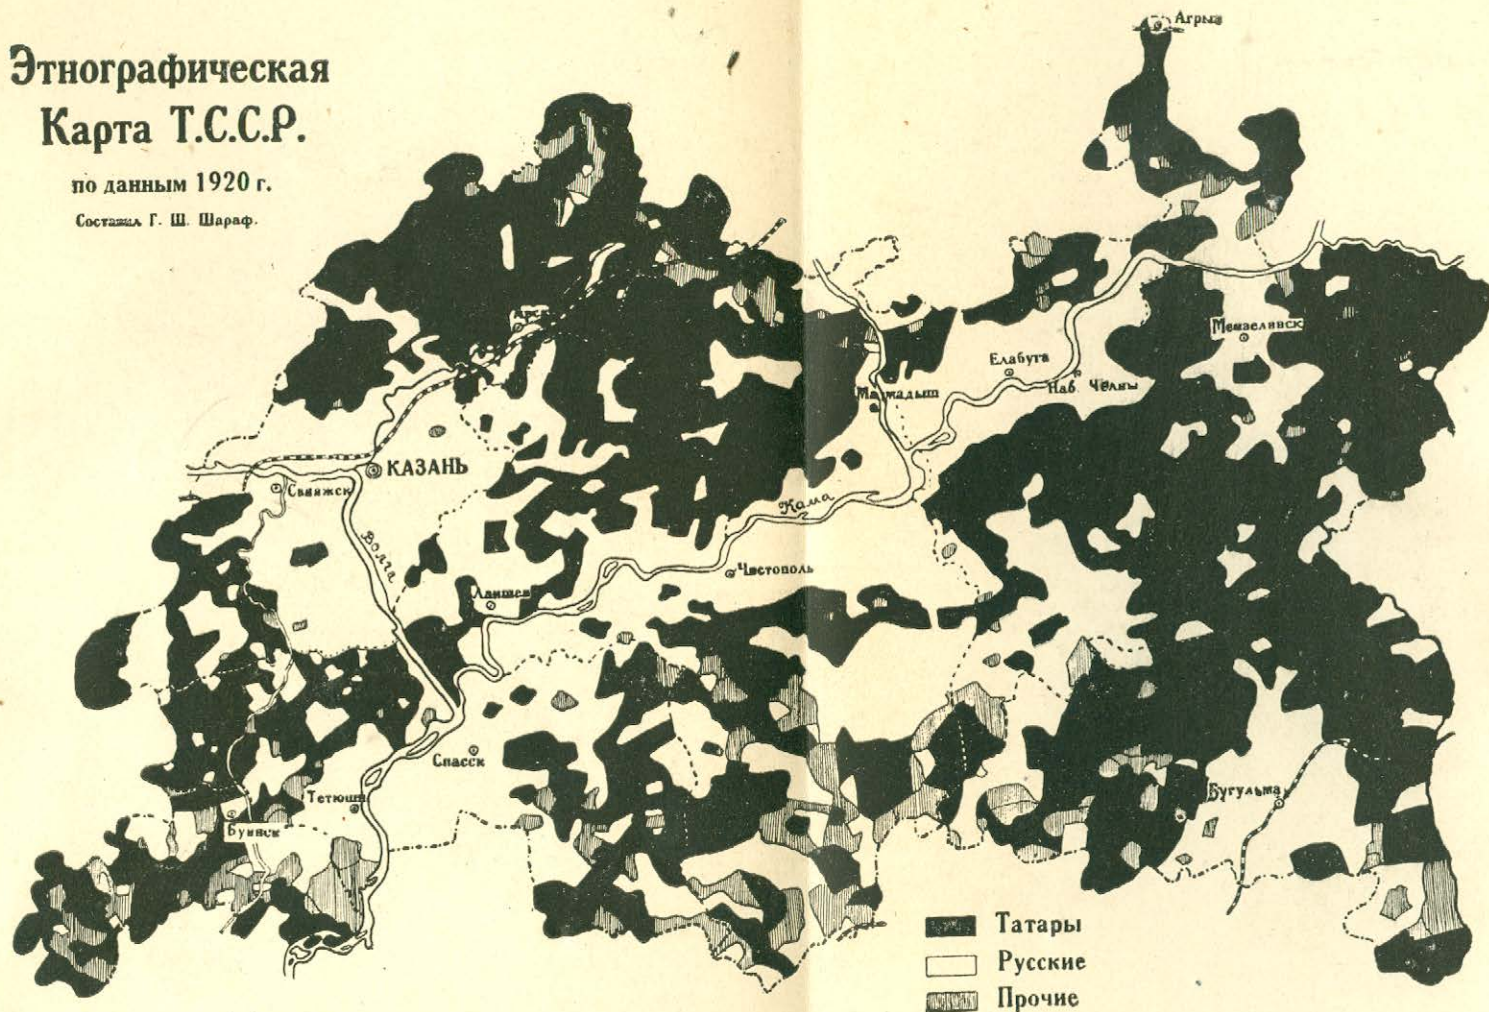 Этнографическая
Карта Т.С.С.Р.
по данным 1920 г.
Составил Г. Ш. Шараф.
Агрыз
Арск
Мензелинск
Елабуга
Наб. Челны
Мамадыш
КАЗАНЬ
Свияжск
Волга
Кама
Чистополь
Лаишев
Спасск
Тетюши
Буинск
Бугульма
Татары
Русские
Прочие